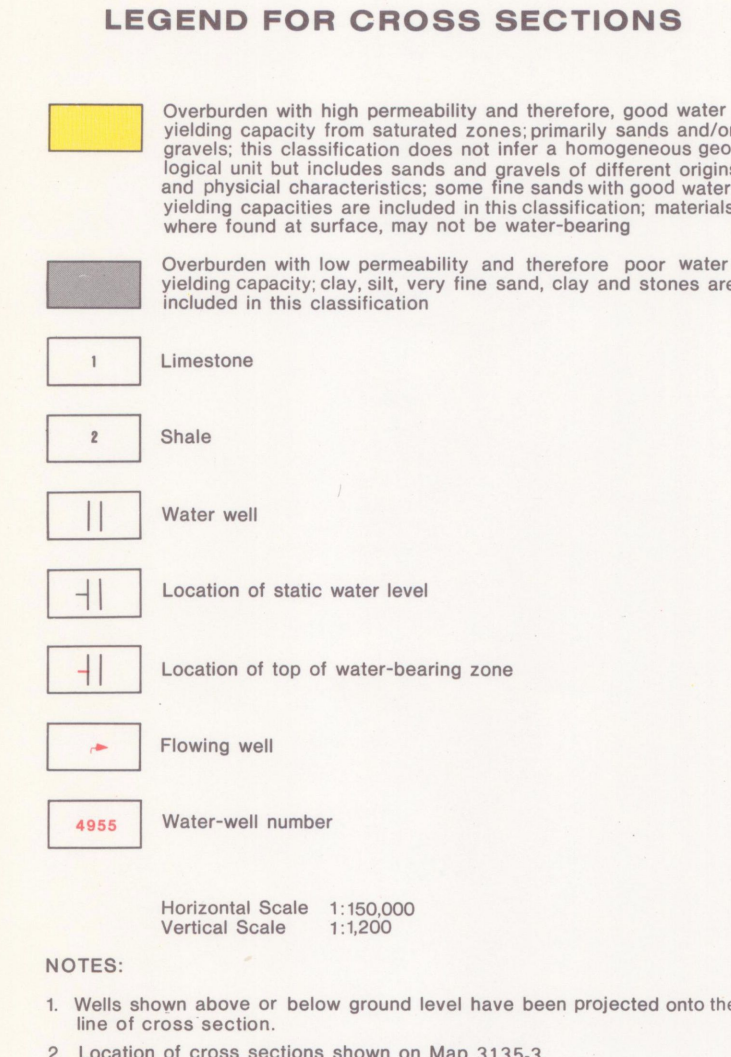 LEGEND FOR CROSS SECTIONS
Overburden with high permeability and therefore, good water
yielding capacity from saturated zones; primarily sands and/or
gravels; this classification does not infer a homogeneous geo
logical unit but includes sands and gravels of different origins
and physicial characteristics; some fine sands with good water
yielding capacities are included in this classification; materials
where found at surface, may not be water-bearing
Overburden with low permeability and therefore poor water
yielding capacity; clay, silt, very fine sand, clay and stones are
included in this classification
1 Limestone
2 Shale
Water well
Location of static water level
Location of top of water-bearing zone
Flowing well
4955 Water-well number
Horizontal Scale 1:150,000
Vertical Scale 1:1,200
NOTES:
1. Wells shown above or below ground level have been projected onto the
line of cross section.
2. Location of cross sections shown on Map 3135-3